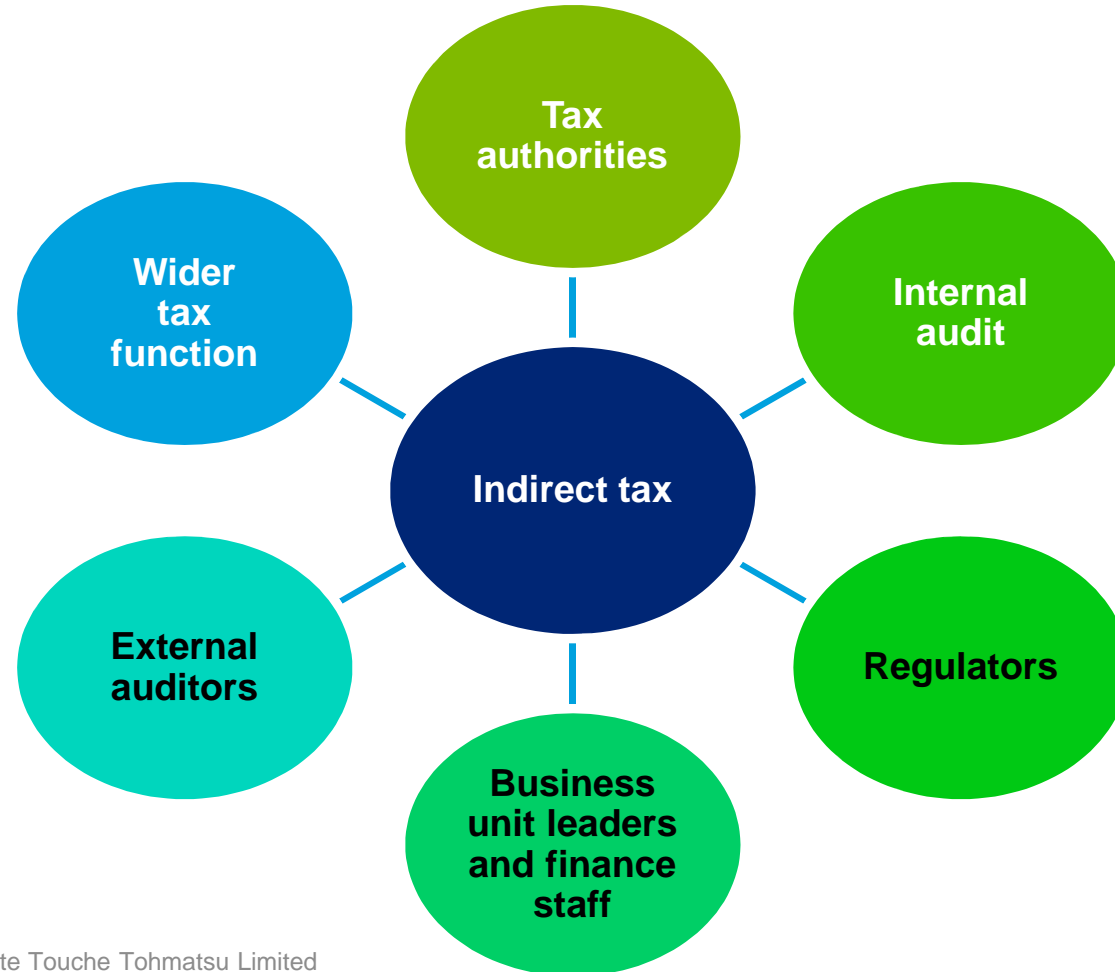 Tax
authorities
Wider
tax
function
Internal
audit
Indirect tax
External
auditors
Regulators
Business
unit leaders
and finance
staff
te Touche Tohmatsu Limited